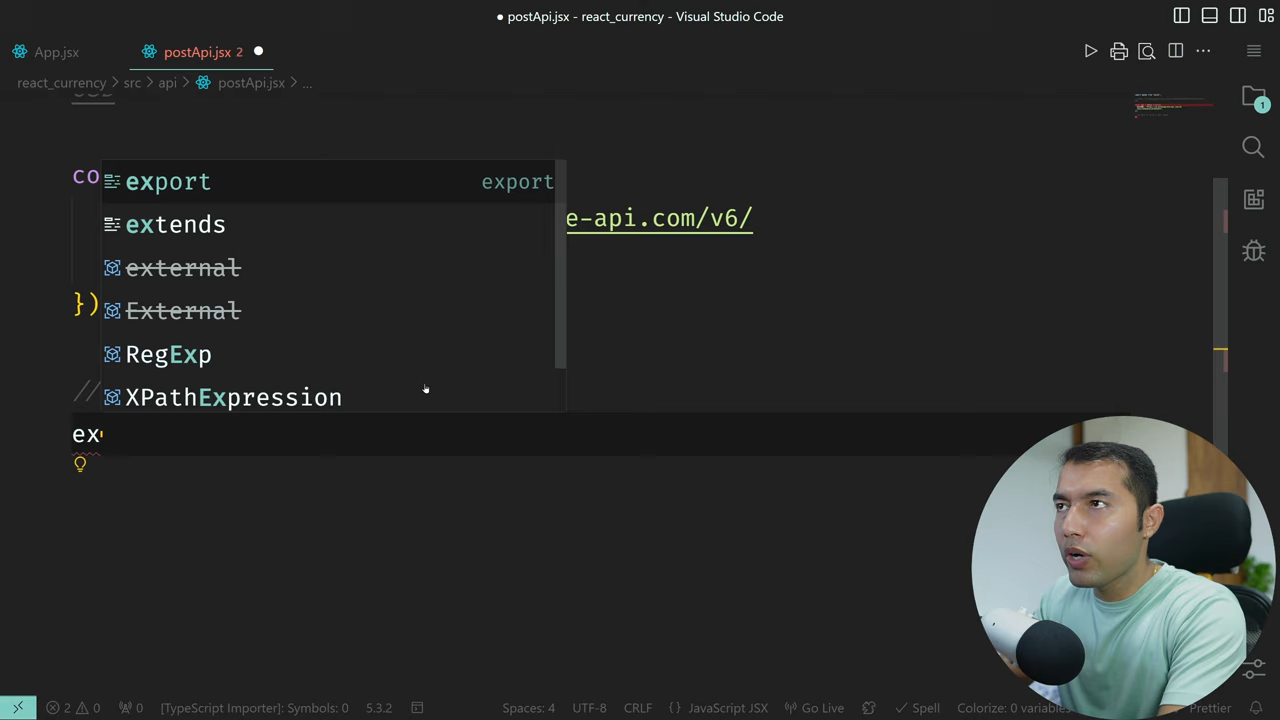 postApi.jsx - react_currency - Visual Studio Code
App.jsx
postApi.jsx 2
react_currency > src > api > postApi.jsx > ...
co
export export
extends
e-api.com/v6/
external
External
})
RegExp
//
XPathExpression
ex
1
2 0 0 [TypeScript Importer]: Symbols: 0 5.3.2 Spaces: 4 UTF-8 CRLF { } JavaScript JSX Go Live Spell Colorize: 0 variables Prettier